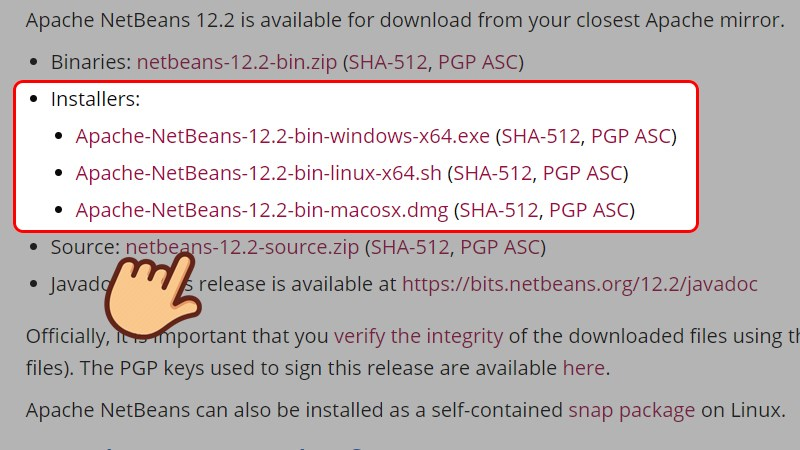 Apache NetBeans 12.2 is available for download from your closest Apache mirror.
Binaries: netbeans-12.2-bin.zip (SHA-512, PGP ASC)
Installers:
Apache-NetBeans-12.2-bin-windows-x64.exe (SHA-512, PGP ASC)
Apache-NetBeans-12.2-bin-linux-x64.sh (SHA-512, PGP ASC)
Apache-NetBeans-12.2-bin-macosx.dmg (SHA-512, PGP ASC)
Source: netbeans-12.2-source.zip (SHA-512, PGP ASC)
release is available at https://bits.netbeans.org/12.2/javadoc
Officially, it is important that you verify the integrity of the downloaded files using
files). The PGP keys used to sign this release are available here.
Apache NetBeans can also be installed as a self-contained snap package on Linux.